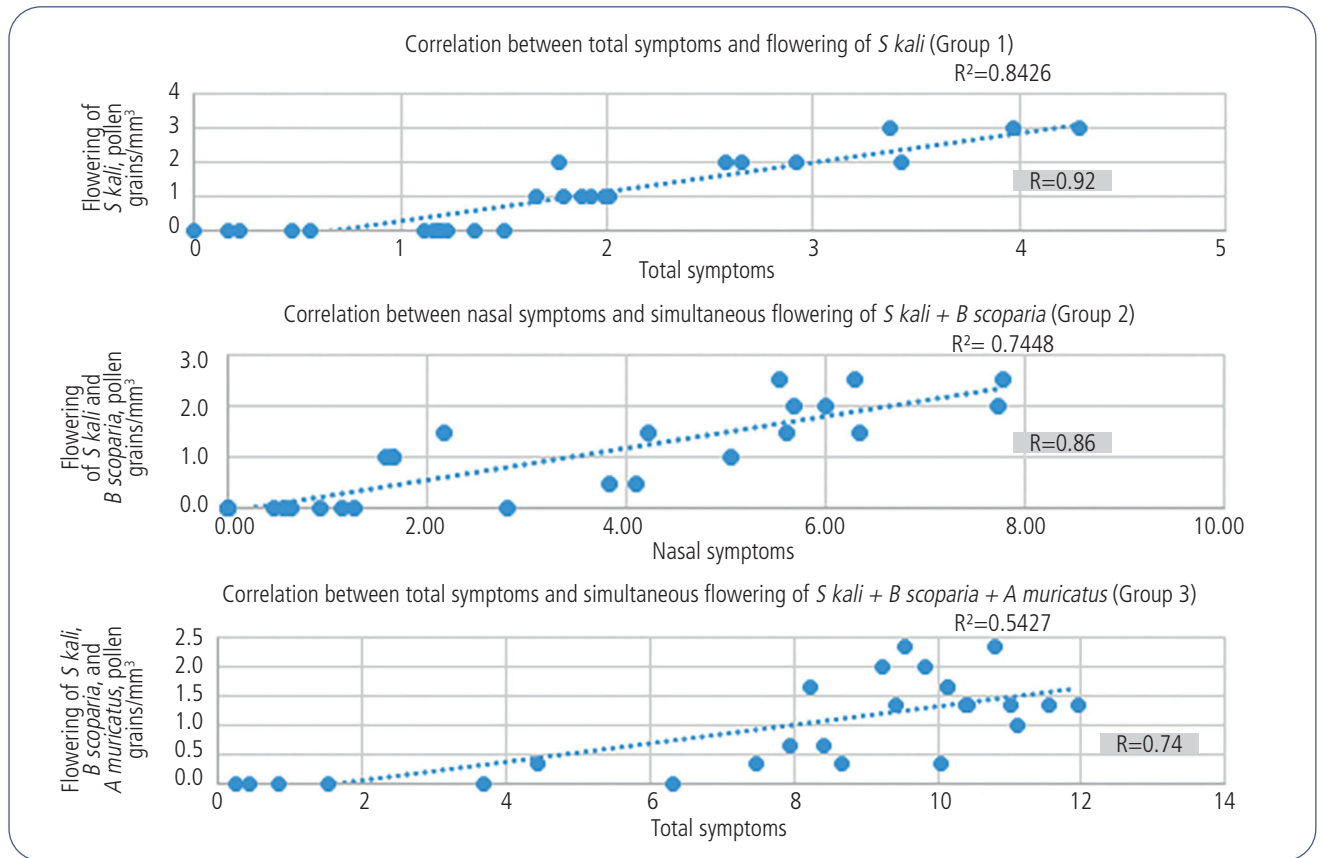 Correlation between total symptoms and flowering of S kali (Group 1)
R²=0.8426
Flowering of
S kali, pollen
grains/mm³
4
3
2
1
0
R=0.92
0 1 2 3 4 5
Total symptoms
Correlation between nasal symptoms and simultaneous flowering of S kali + B scoparia (Group 2)
R²= 0.7448
Flowering
of S kali and
B scoparia, pollen
grains/mm³
3.0
2.0
1.0
0.0
R=0.86
0.00 2.00 4.00 6.00 8.00 10.00
Nasal symptoms
Correlation between total symptoms and simultaneous flowering of S kali + B scoparia + A muricatus (Group 3)
R²=0.5427
Flowering of S kali,
B scoparia, and
A muricatus, pollen
grains/mm³
2.5
2.0
1.5
1.0
0.5
0.0
R=0.74
0 2 4 6 8 10 12 14
Total symptoms